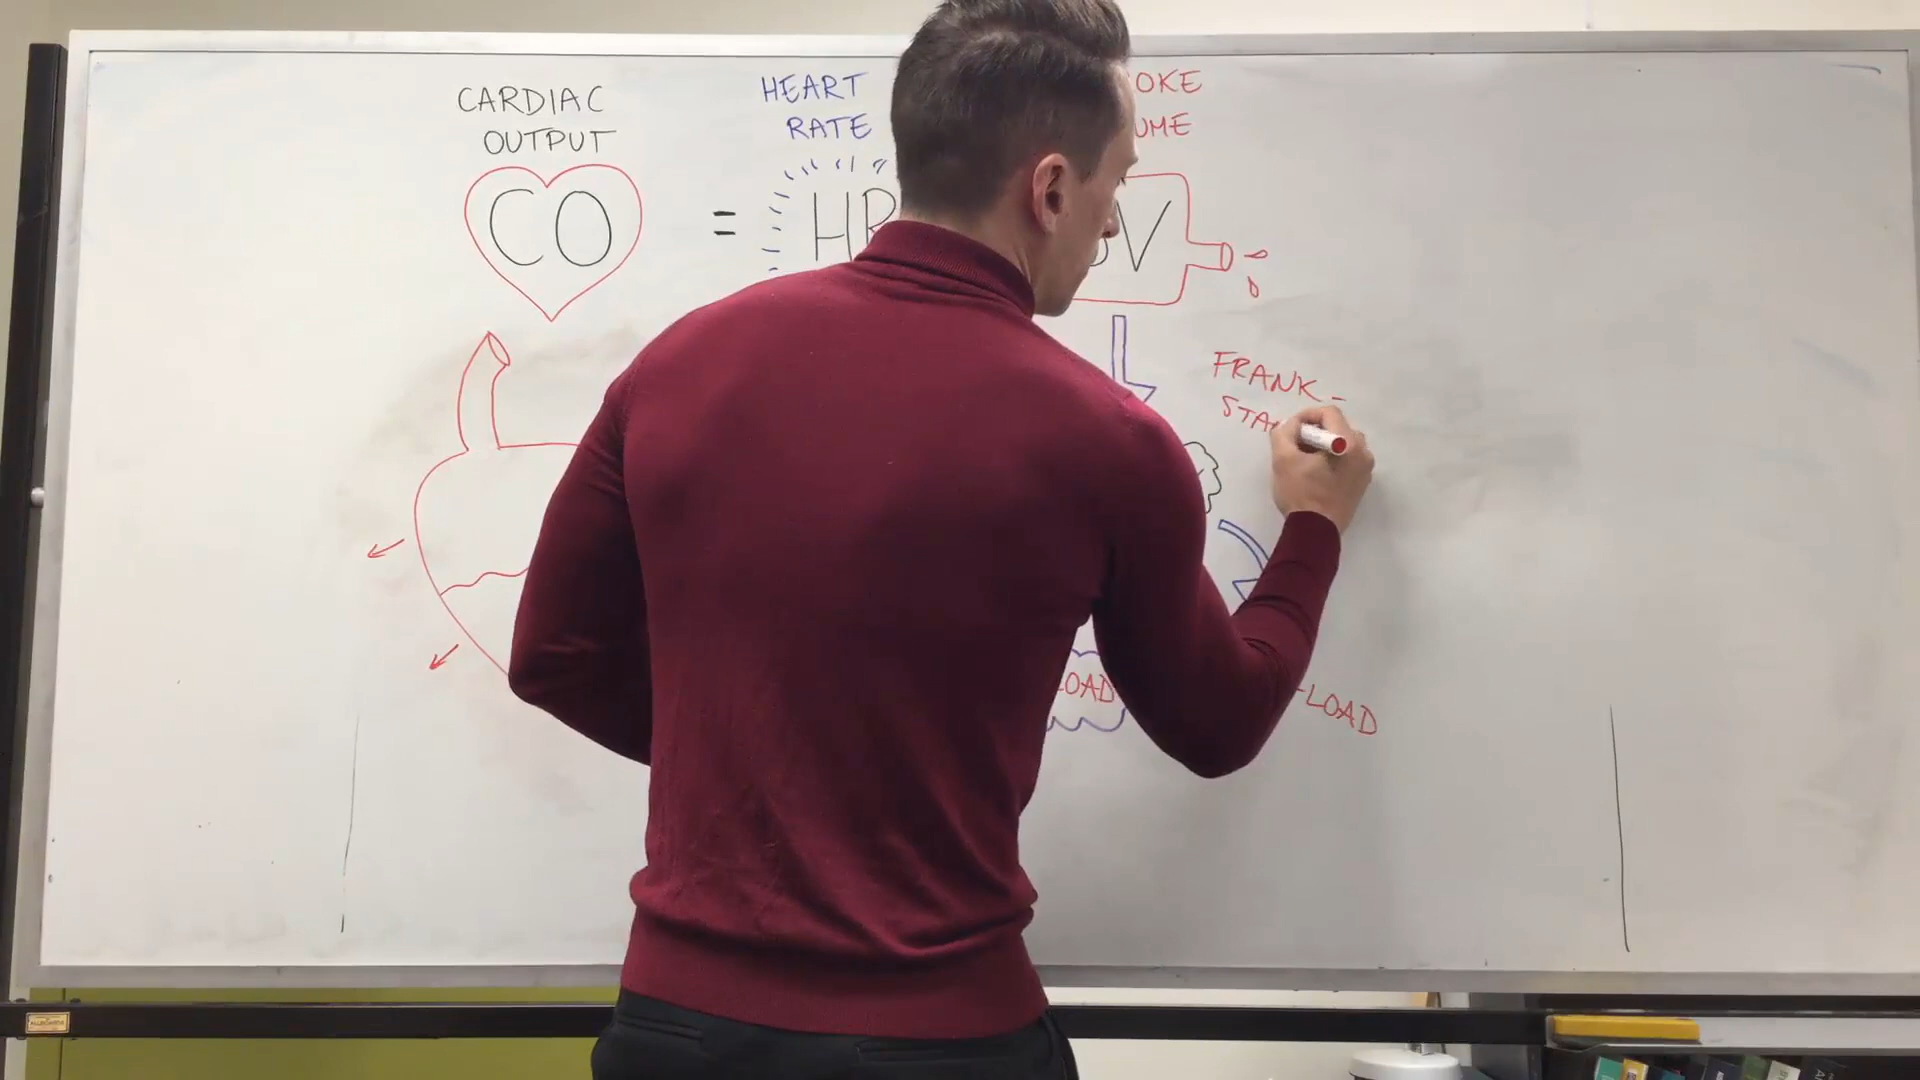 CARDIAC
OUTPUT
HEART
RATE
OKE
UME
CO = HR V
FRANK-
STA
LOAD
-LOAD